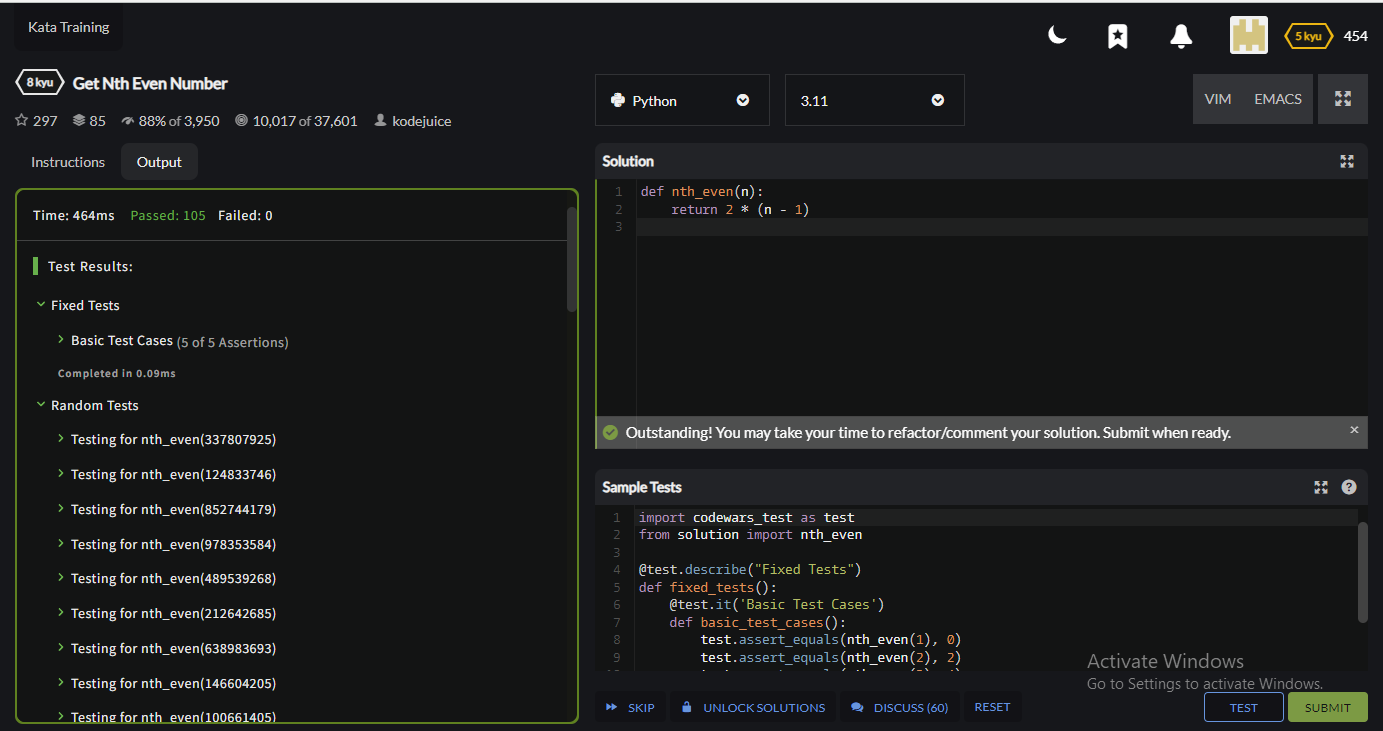 Kata Training
5 kyu 454
8 kyu Get Nth Even Number
297 85 88% of 3,950 10,017 of 37,601 kodejuice
Python 3.11 VIM EMACS
Instructions Output
Time: 464ms Passed: 105 Failed: 0
Test Results:
Fixed Tests
Basic Test Cases (5 of 5 Assertions)
Completed in 0.09ms
Random Tests
Testing for nth_even(337807925)
Testing for nth_even(124833746)
Testing for nth_even(852744179)
Testing for nth_even(978353584)
Testing for nth_even(489539268)
Testing for nth_even(212642685)
Testing for nth_even(638983693)
Testing for nth_even(146604205)
Testing for nth_even(100661405)
Solution
1 def nth_even(n):
2     return 2 * (n - 1)
3
Outstanding! You may take your time to refactor/comment your solution. Submit when ready.
Sample Tests
1 import codewars_test as test
2 from solution import nth_even
3
4 @test.describe("Fixed Tests")
5 def fixed_tests():
6     @test.it('Basic Test Cases')
7     def basic_test_cases():
8         test.assert_equals(nth_even(1), 0)
9         test.assert_equals(nth_even(2), 2)
Activate Windows
Go to Settings to activate Windows.
SKIP UNLOCK SOLUTIONS DISCUSS (60) RESET TEST SUBMIT